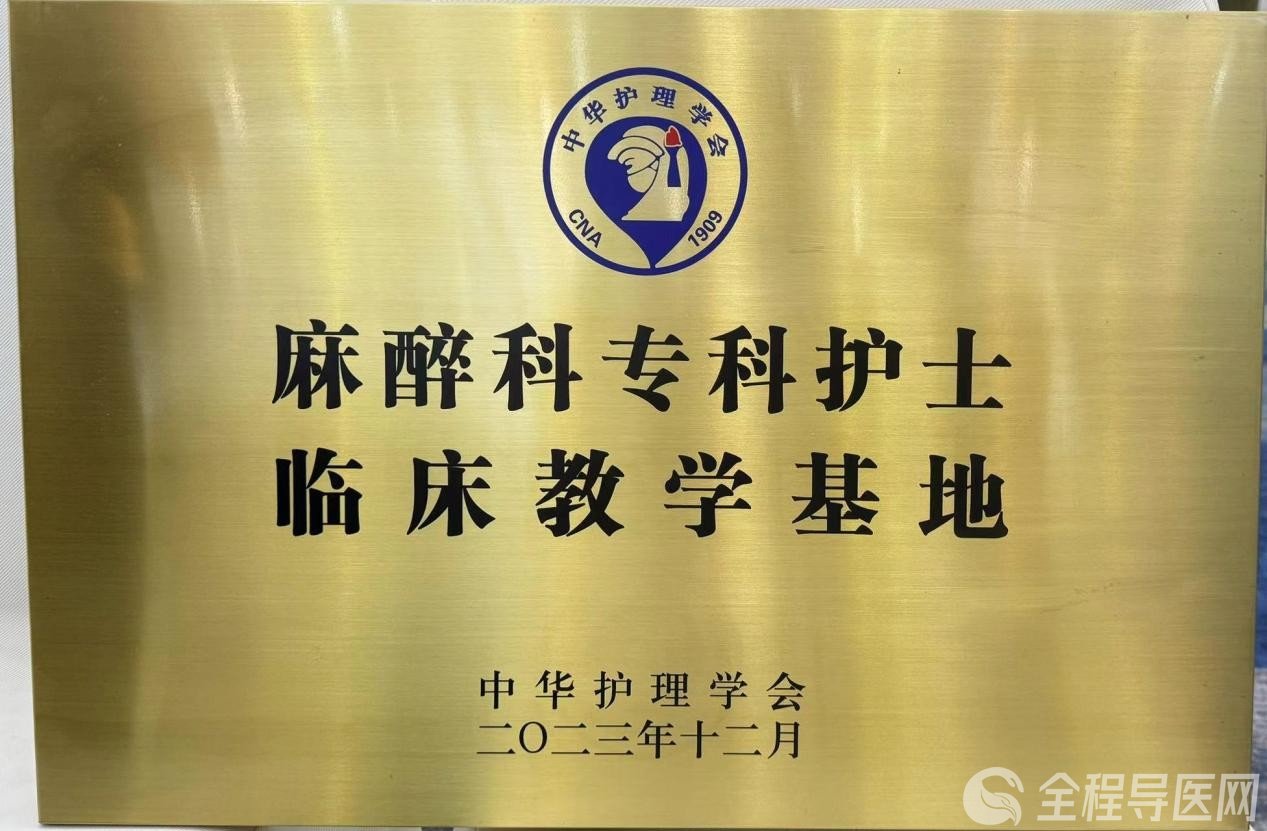 中华护理学会
CNA 1909
麻醉科专科护士
临床教学基地
中华护理学会
二〇二三年十二月
全程导医网